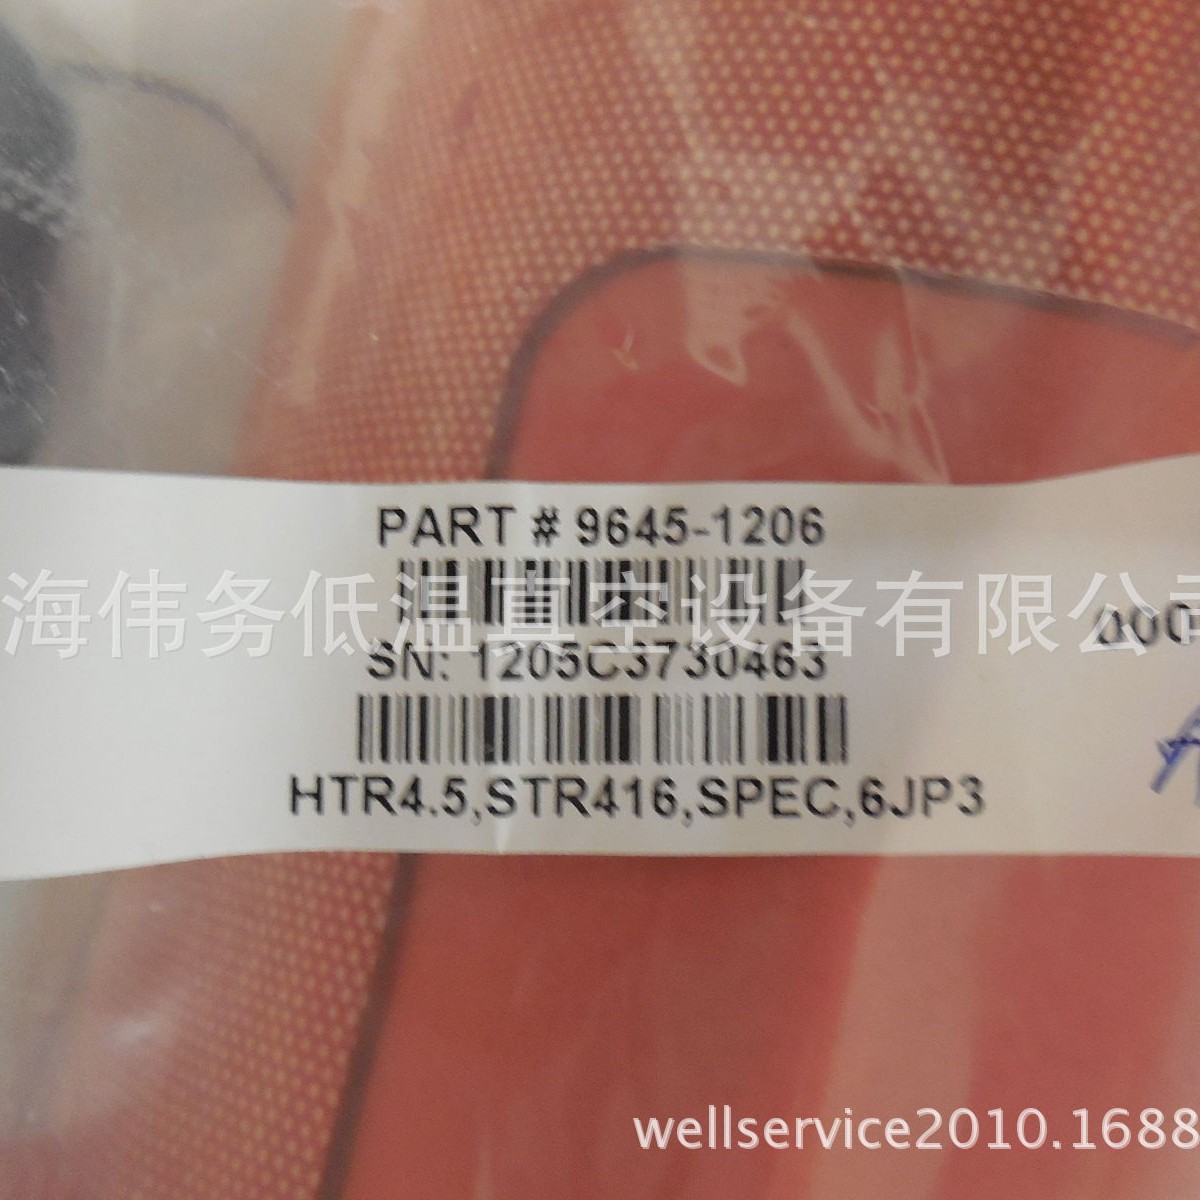 PART # 9645-1206
海伟务低温真空设备有限公司
SN: 1205C3730463
HTR4.5,STR416,SPEC,6JP3
wellservice2010.1688